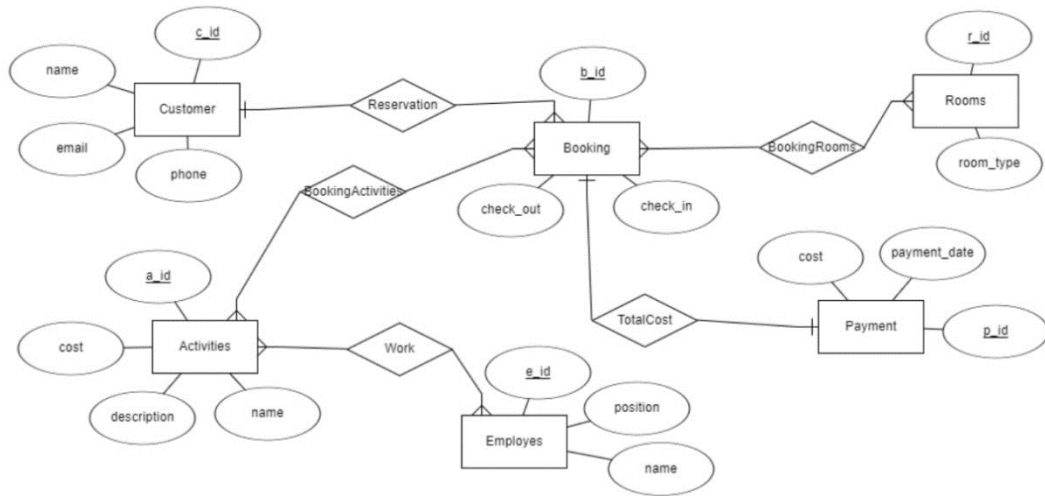 c_id
r_id
name
b_id
Customer
Reservation
Rooms
email
Booking
BookingRooms
phone
room_type
BookingActivities
check_out
check_in
a_id
cost
payment_date
cost
Activities
Work
TotalCost
Payment
p_id
e_id
position
description
name
Employes
name